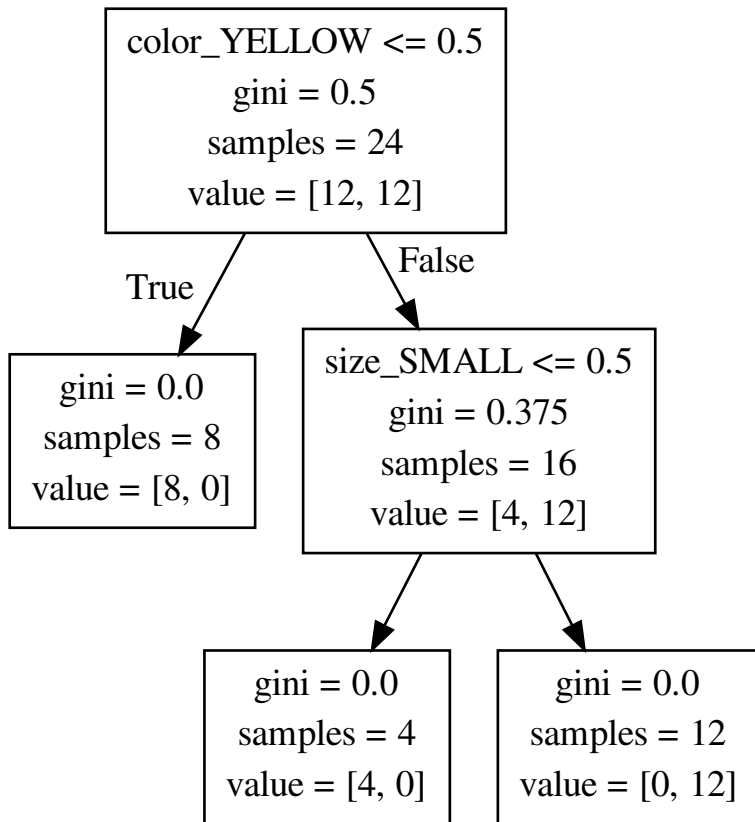 color_YELLOW <= 0.5
gini = 0.5
samples = 24
value = [12, 12]
True
False
gini = 0.0
samples = 8
value = [8, 0]
size_SMALL <= 0.5
gini = 0.375
samples = 16
value = [4, 12]
gini = 0.0
samples = 4
value = [4, 0]
gini = 0.0
samples = 12
value = [0, 12]